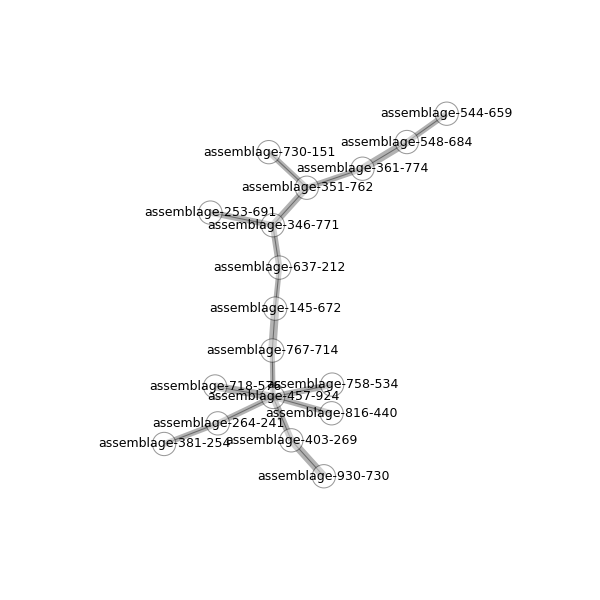 assemblage-544-659
assemblage-548-684
assemblage-730-151
assemblage-361-774
assemblage-351-762
assemblage-253-691
assemblage-346-771
assemblage-637-212
assemblage-145-672
assemblage-767-714
assemblage-758-534
assemblage-718-576
assemblage-457-924
assemblage-816-440
assemblage-264-241
assemblage-403-269
assemblage-381-254
assemblage-930-730